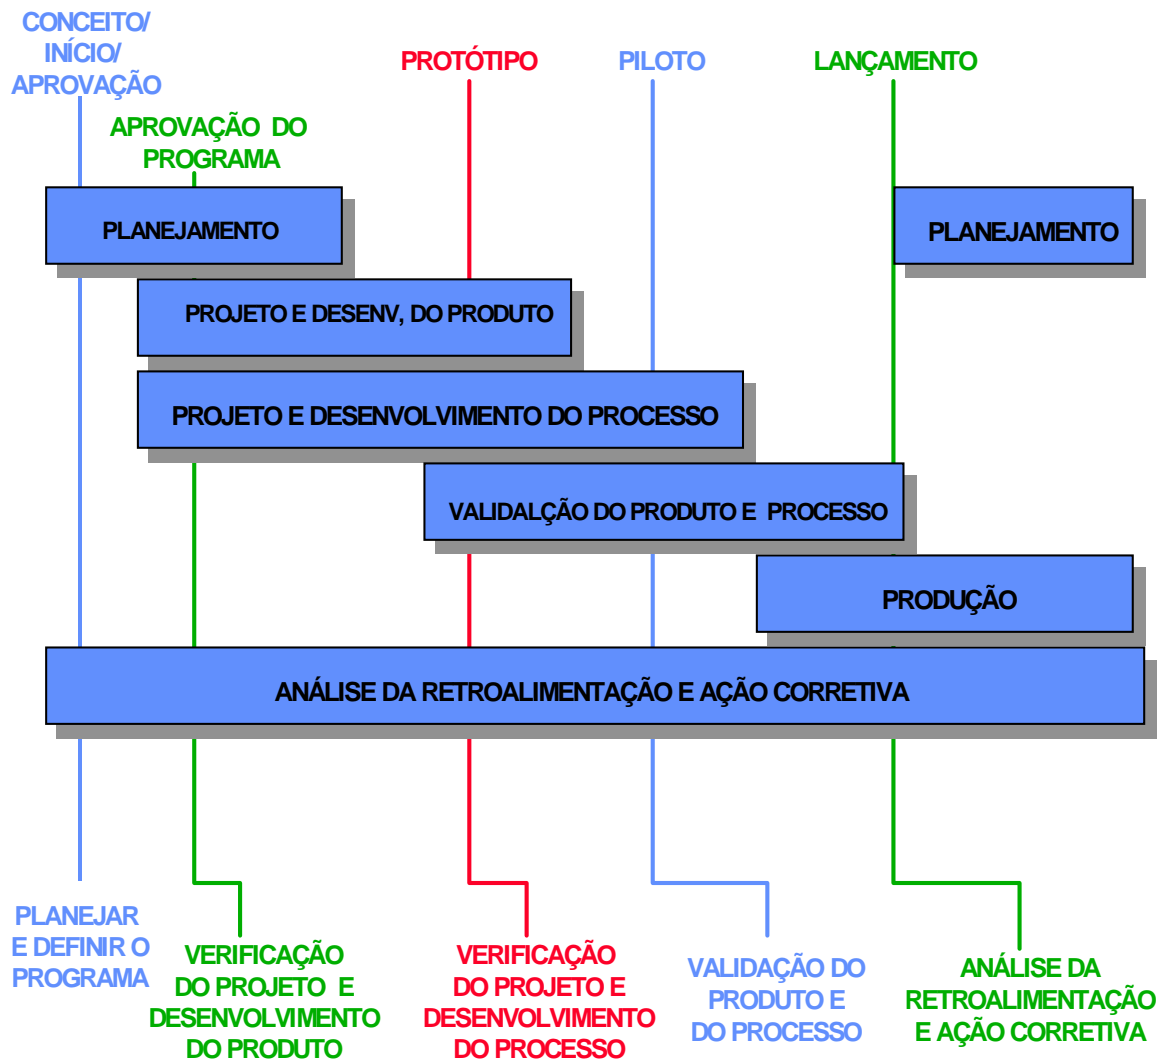 CONCEITO/
INÍCIO/
APROVAÇÃO
PROTÓTIPO
PILOTO
LANÇAMENTO
APROVAÇÃO DO
PROGRAMA
PLANEJAMENTO
PLANEJAMENTO
PROJETO E DESENV, DO PRODUTO
PROJETO E DESENVOLVIMENTO DO PROCESSO
VALIDALÇÃO DO PRODUTO E PROCESSO
PRODUÇÃO
ANÁLISE DA RETROALIMENTAÇÃO E AÇÃO CORRETIVA
PLANEJAR
E DEFINIR O
PROGRAMA
VERIFICAÇÃO
DO PROJETO E
DESENVOLVIMENTO
DO PRODUTO
VERIFICAÇÃO
DO PROJETO E
DESENVOLVIMENTO
DO PROCESSO
VALIDAÇÃO DO
PRODUTO E
DO PROCESSO
ANÁLISE DA
RETROALIMENTAÇÃO
E AÇÃO CORRETIVA